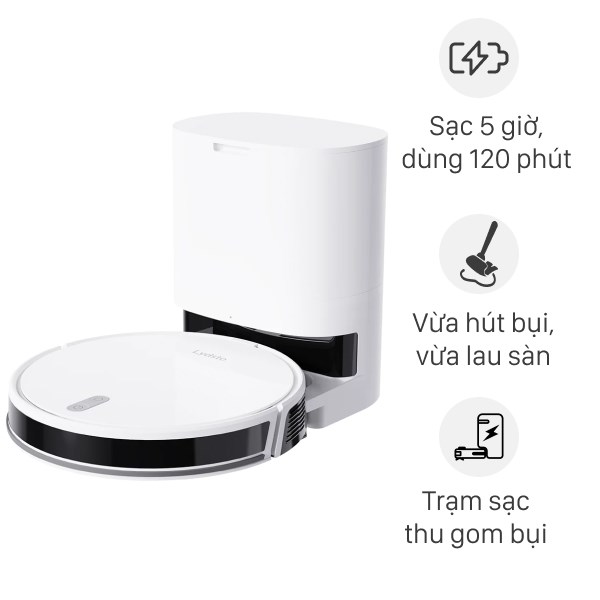 Sạc 5 giờ,
dùng 120 phút
Vừa hút bụi,
vừa lau sàn
Trạm sạc
thu gom bụi